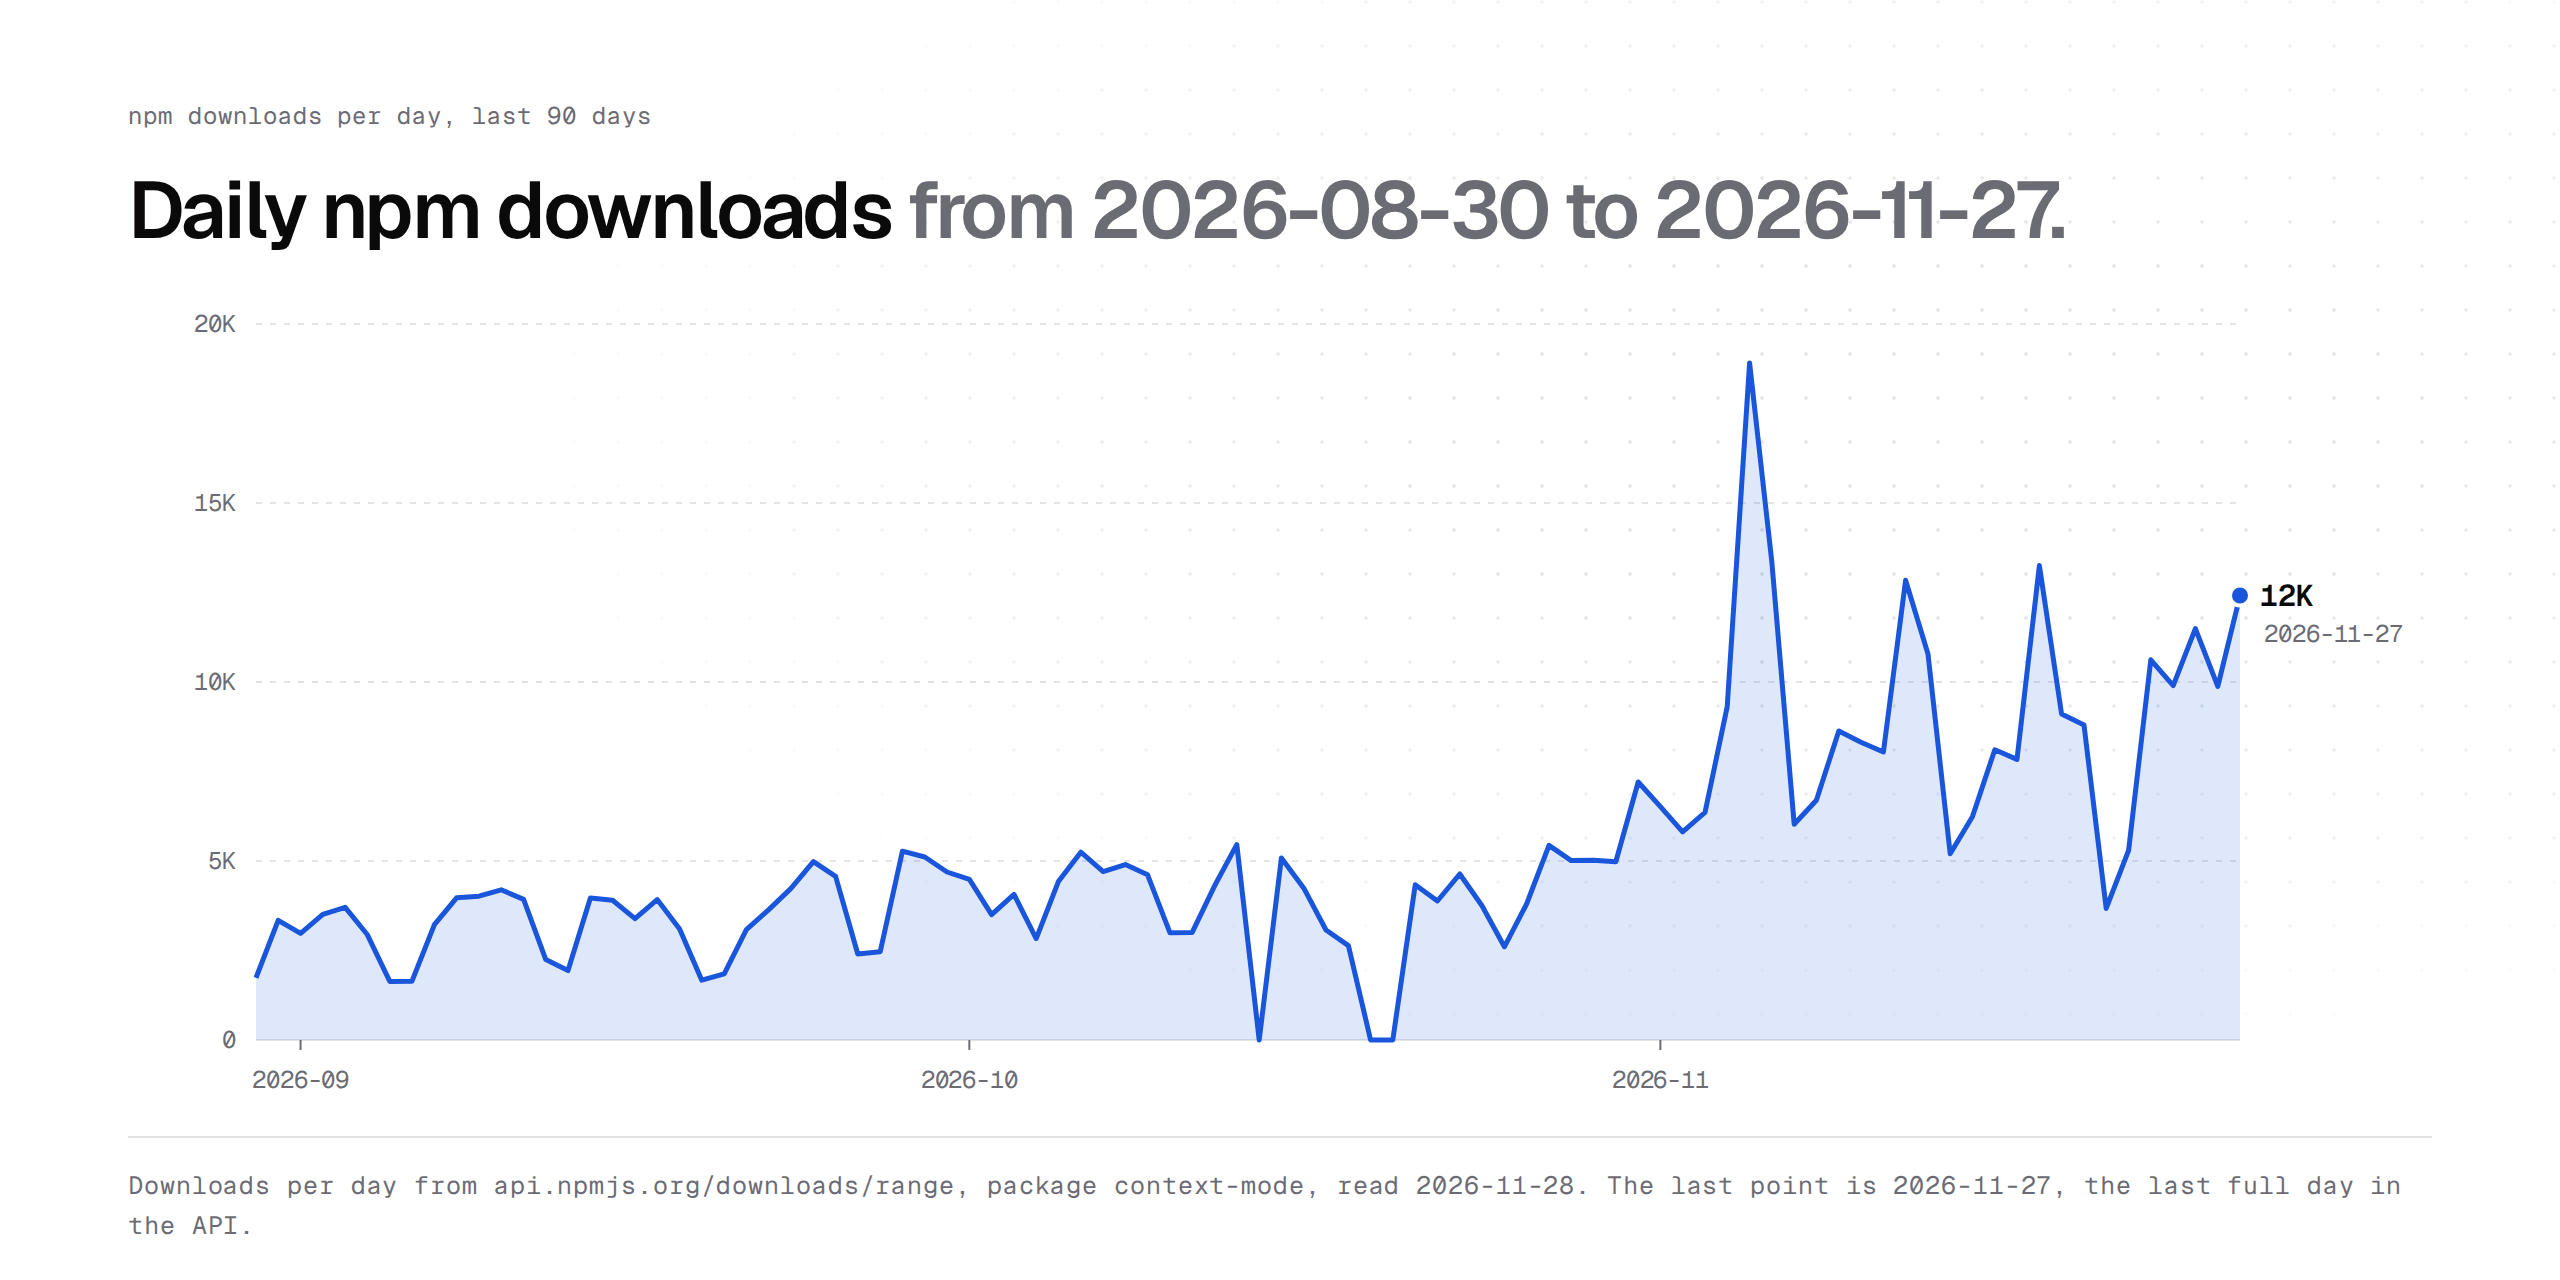 npm downloads per day, last 90 days
Daily npm downloads from 2026-08-30 to 2026-11-27.
20K
15K
10K
5K
0
12K
2026-11-27
2026-09
2026-10
2026-11
Downloads per day from api.npmjs.org/downloads/range, package context-mode, read 2026-11-28. The last point is 2026-11-27, the last full day in
the API.